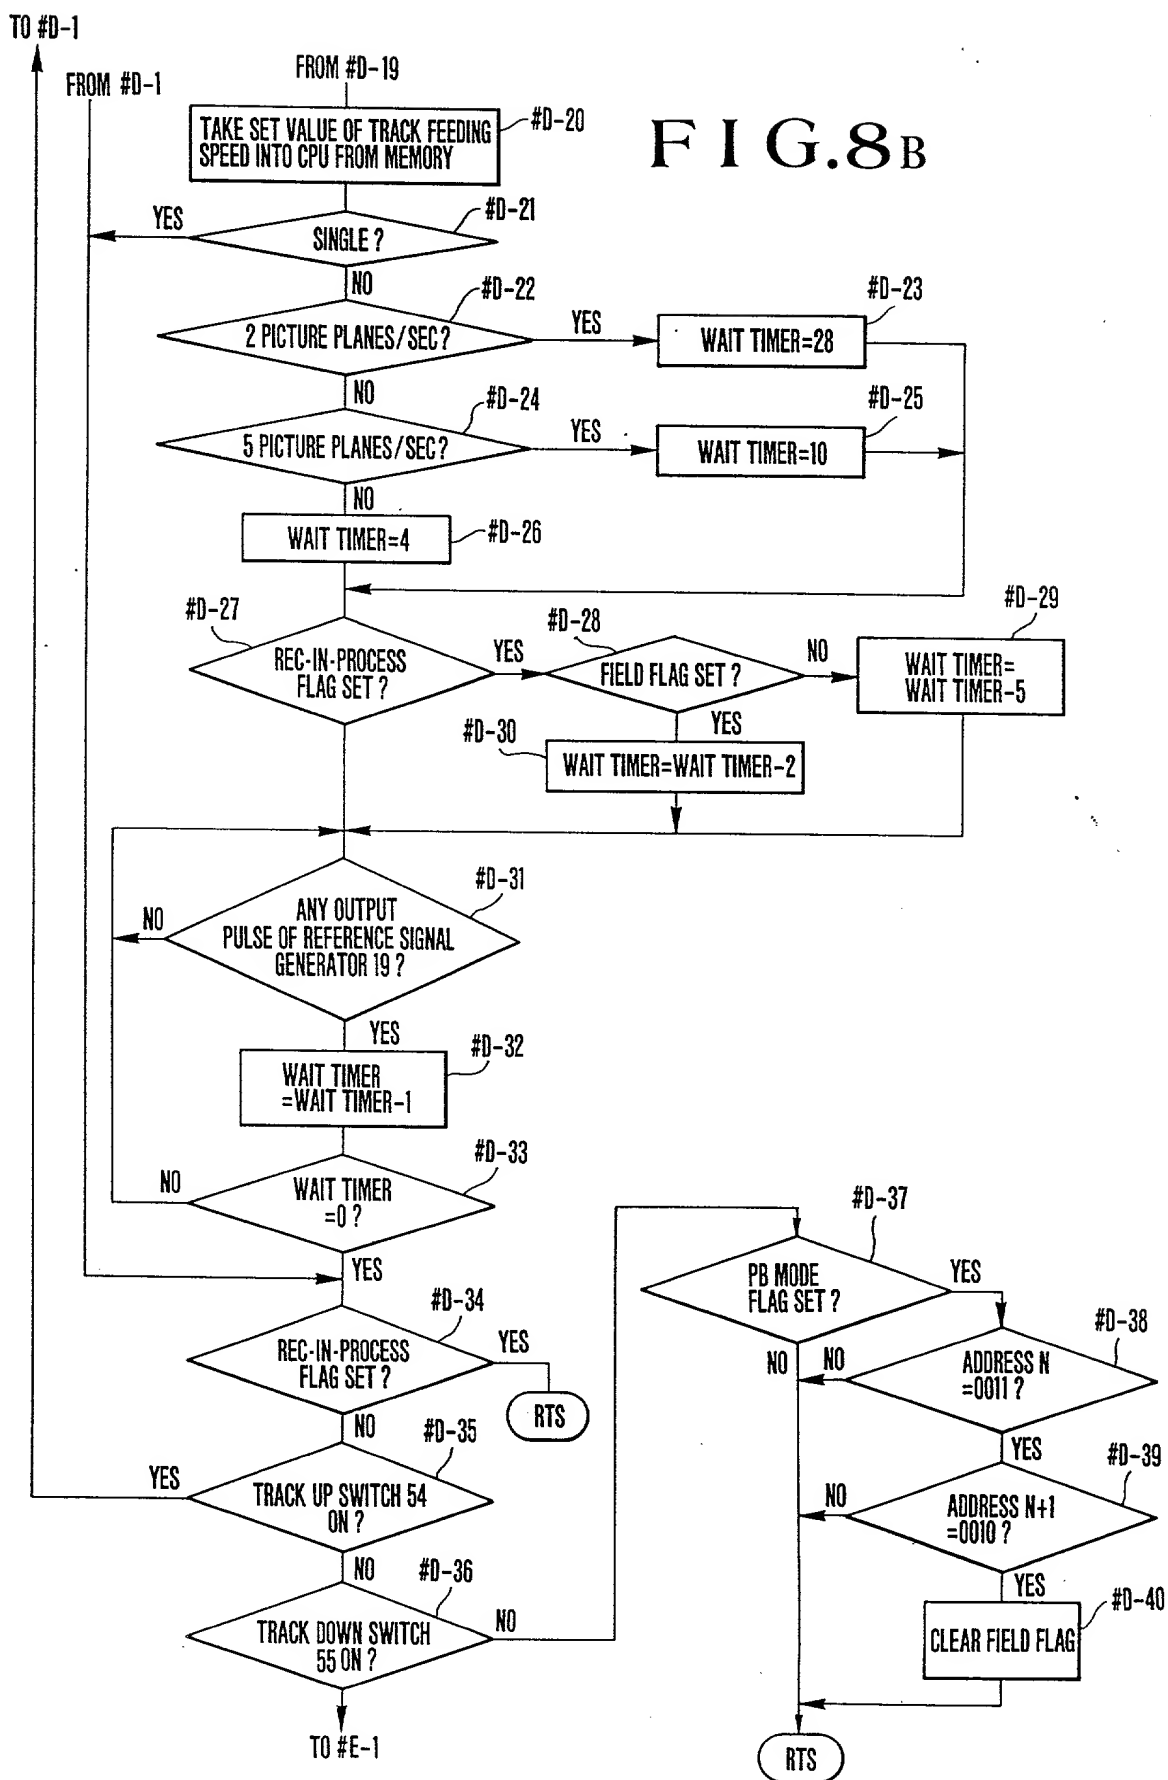 TO #D-1
FROM #D-1
FROM #D-19
FIG.8B
TAKE SET VALUE OF TRACK FEEDING
SPEED INTO CPU FROM MEMORY
#D-20
YES
#D-21
SINGLE ?
NO
#D-22
2 PICTURE PLANES/SEC?
YES
#D-23
WAIT TIMER=28
NO
#D-24
5 PICTURE PLANES/SEC?
YES
#D-25
WAIT TIMER=10
NO
WAIT TIMER=4
#D-26
#D-27
REC-IN-PROCESS
FLAG SET ?
YES
#D-28
FIELD FLAG SET ?
NO
#D-29
WAIT TIMER=
WAIT TIMER-5
YES
#D-30
WAIT TIMER=WAIT TIMER-2
#D-31
ANY OUTPUT
PULSE OF REFERENCE SIGNAL
GENERATOR 19 ?
NO
YES
#D-32
WAIT TIMER
=WAIT TIMER-1
#D-33
WAIT TIMER
=0 ?
NO
YES
#D-34
REC-IN-PROCESS
FLAG SET ?
YES
RTS
NO
#D-35
TRACK UP SWITCH 54
ON ?
YES
NO
#D-36
TRACK DOWN SWITCH
55 ON ?
NO
TO #E-1
#D-37
PB MODE
FLAG SET ?
YES
NO
#D-38
ADDRESS N
=0011 ?
NO
YES
#D-39
ADDRESS N+1
=0010 ?
NO
YES
#D-40
CLEAR FIELD FLAG
RTS